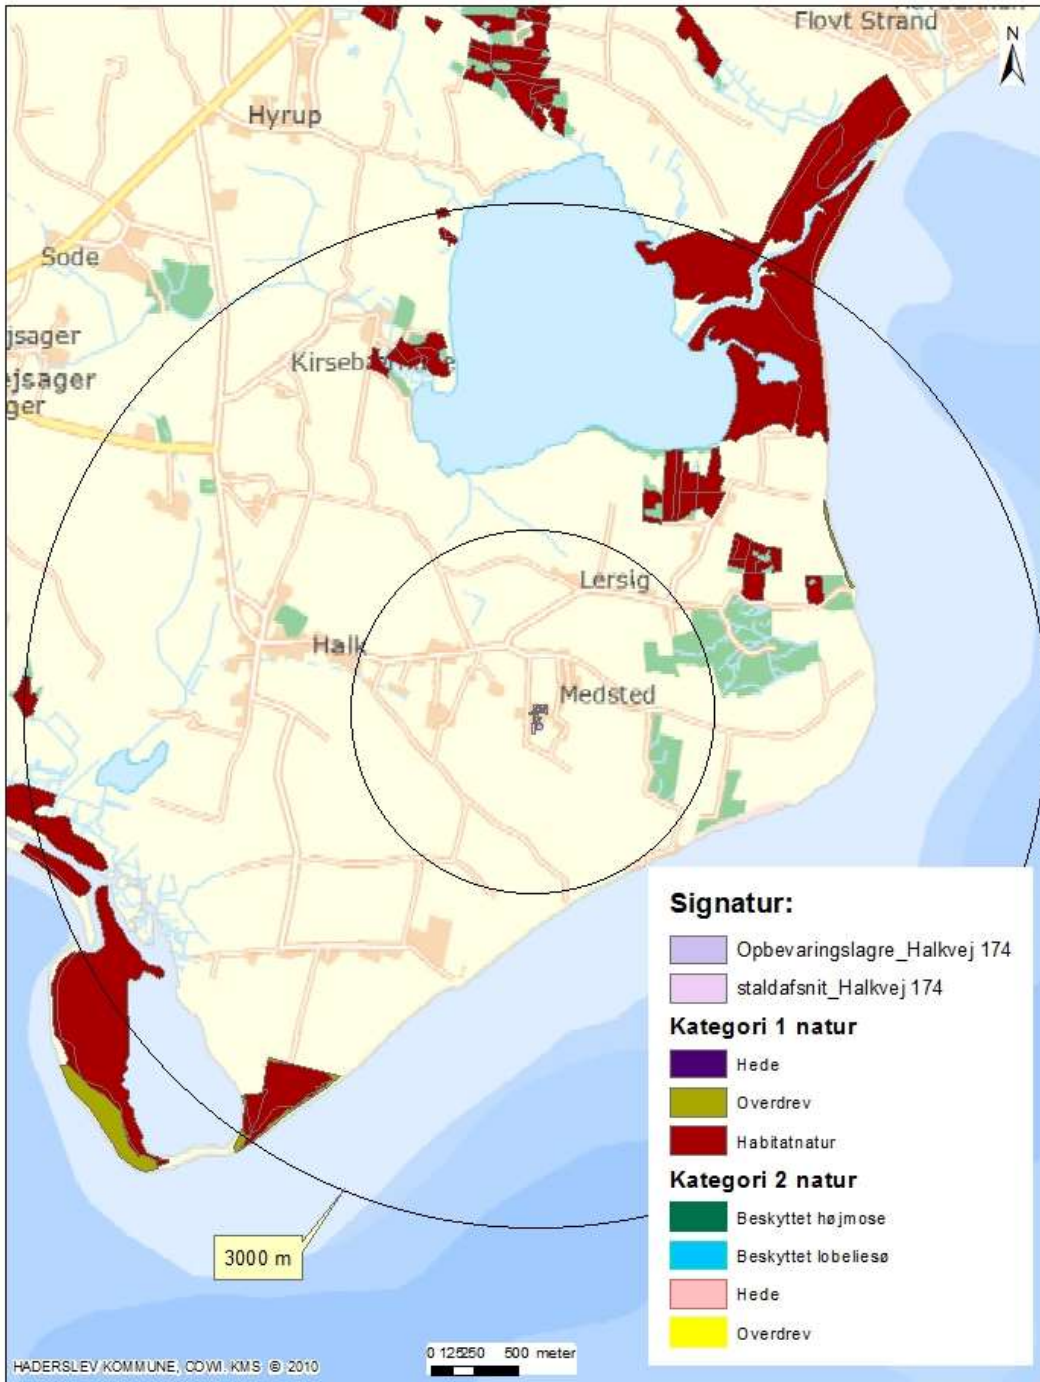 Flovt Strand
N
Hyrup
Sode
jsager
Kirseb
ejsager
ger
Lersig
Halk
Medsted
Signatur:
Opbevaringslagre_Halkvej 174
staldafsnit_Halkvej 174
Kategori 1 natur
Hede
Overdrev
Habitatnatur
Kategori 2 natur
Beskyttet højmose
Beskyttet lobeliesø
Hede
Overdrev
3000 m
0 125250 500 meter
HADERSLEV KOMMUNE, COWI. KMS © 2010